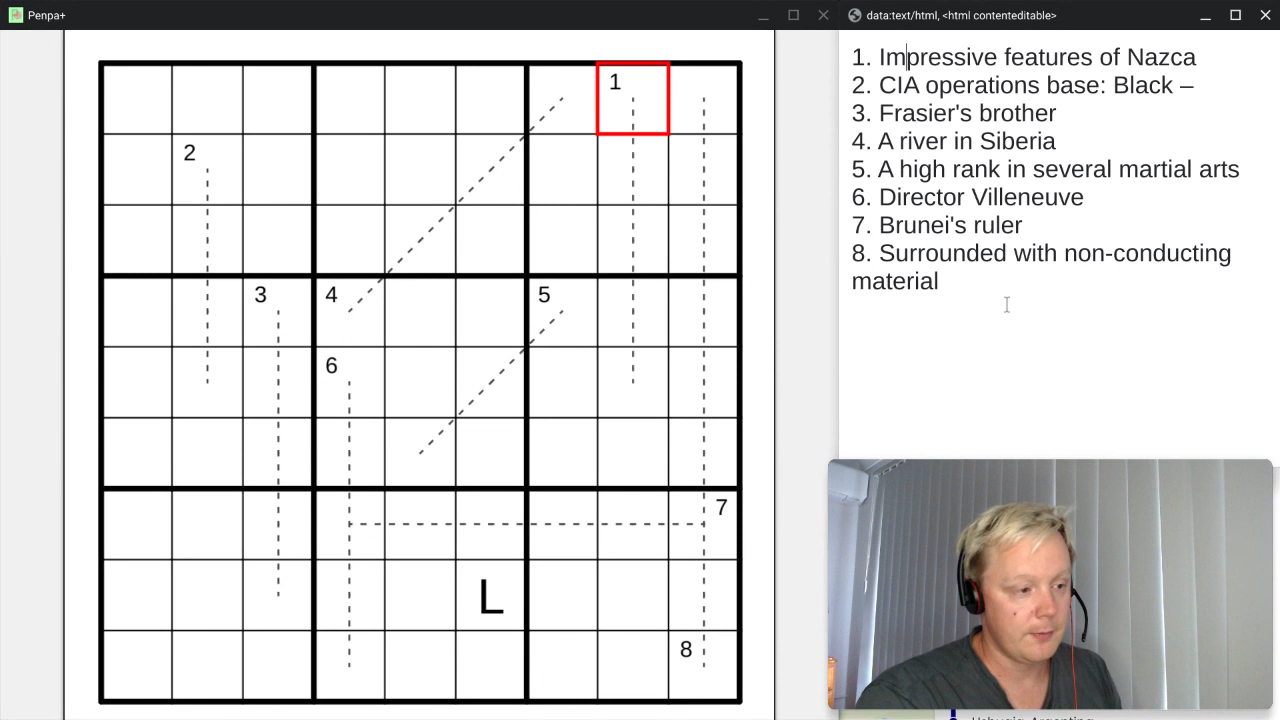 Penpa+
data:text/html, <html contenteditable>
1
2
3
4
5
6
7
L
8
1. Impressive features of Nazca
2. CIA operations base: Black –
3. Frasier's brother
4. A river in Siberia
5. A high rank in several martial arts
6. Director Villeneuve
7. Brunei's ruler
8. Surrounded with non-conducting
material